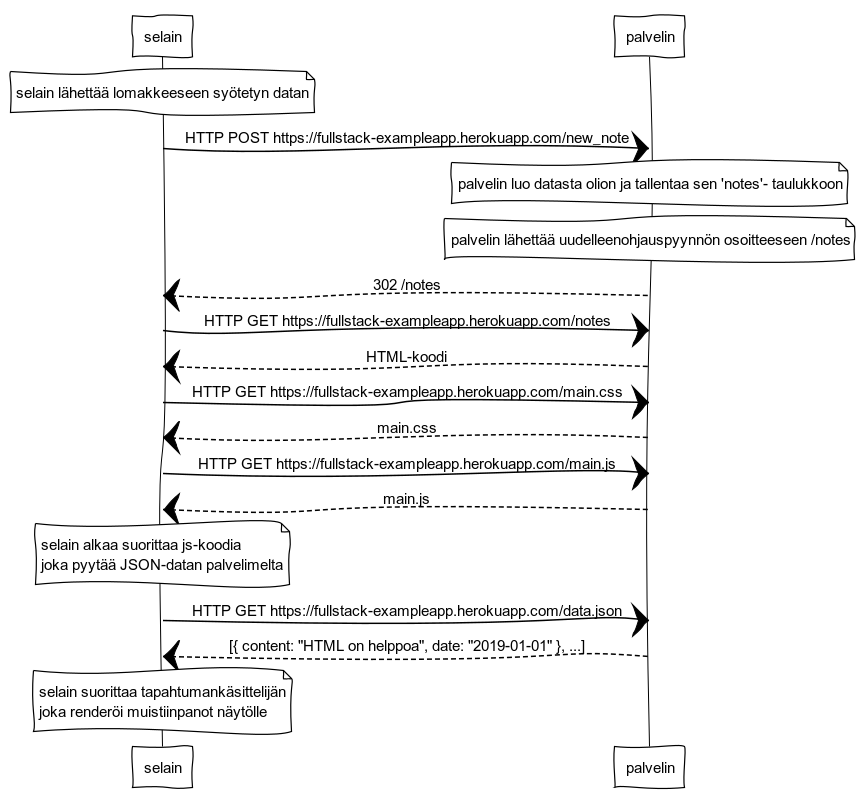 selain
palvelin
selain lähettää lomakkeeseen syötetyn datan
HTTP POST https://fullstack-exampleapp.herokuapp.com/new_note
palvelin luo datasta olion ja tallentaa sen 'notes'- taulukkoon
palvelin lähettää uudelleenohjauspyynnön osoitteeseen /notes
302 /notes
HTTP GET https://fullstack-exampleapp.herokuapp.com/notes
HTML-koodi
HTTP GET https://fullstack-exampleapp.herokuapp.com/main.css
main.css
HTTP GET https://fullstack-exampleapp.herokuapp.com/main.js
main.js
selain alkaa suorittaa js-koodia
joka pyytää JSON-datan palvelimelta
HTTP GET https://fullstack-exampleapp.herokuapp.com/data.json
[{ content: "HTML on helppoa", date: "2019-01-01" }, ...]
selain suorittaa tapahtumankäsittelijän
joka renderöi muistiinpanot näytölle
selain
palvelin